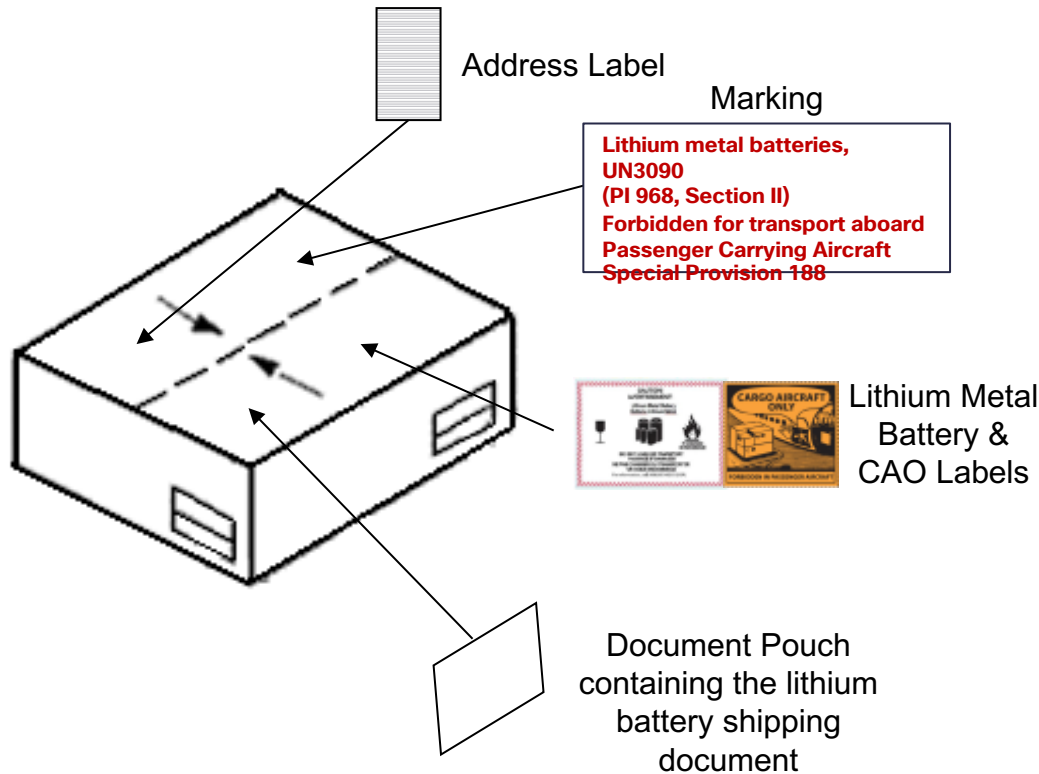 Address Label
Marking
Lithium metal batteries,
UN3090
(PI 968, Section II)
Forbidden for transport aboard
Passenger Carrying Aircraft
Special Provision 188
CARGO AIRCRAFT
ONLY
FORBIDDEN IN PASSENGER AIRCRAFT
Lithium Metal
Battery &
CAO Labels
Document Pouch
containing the lithium
battery shipping
document